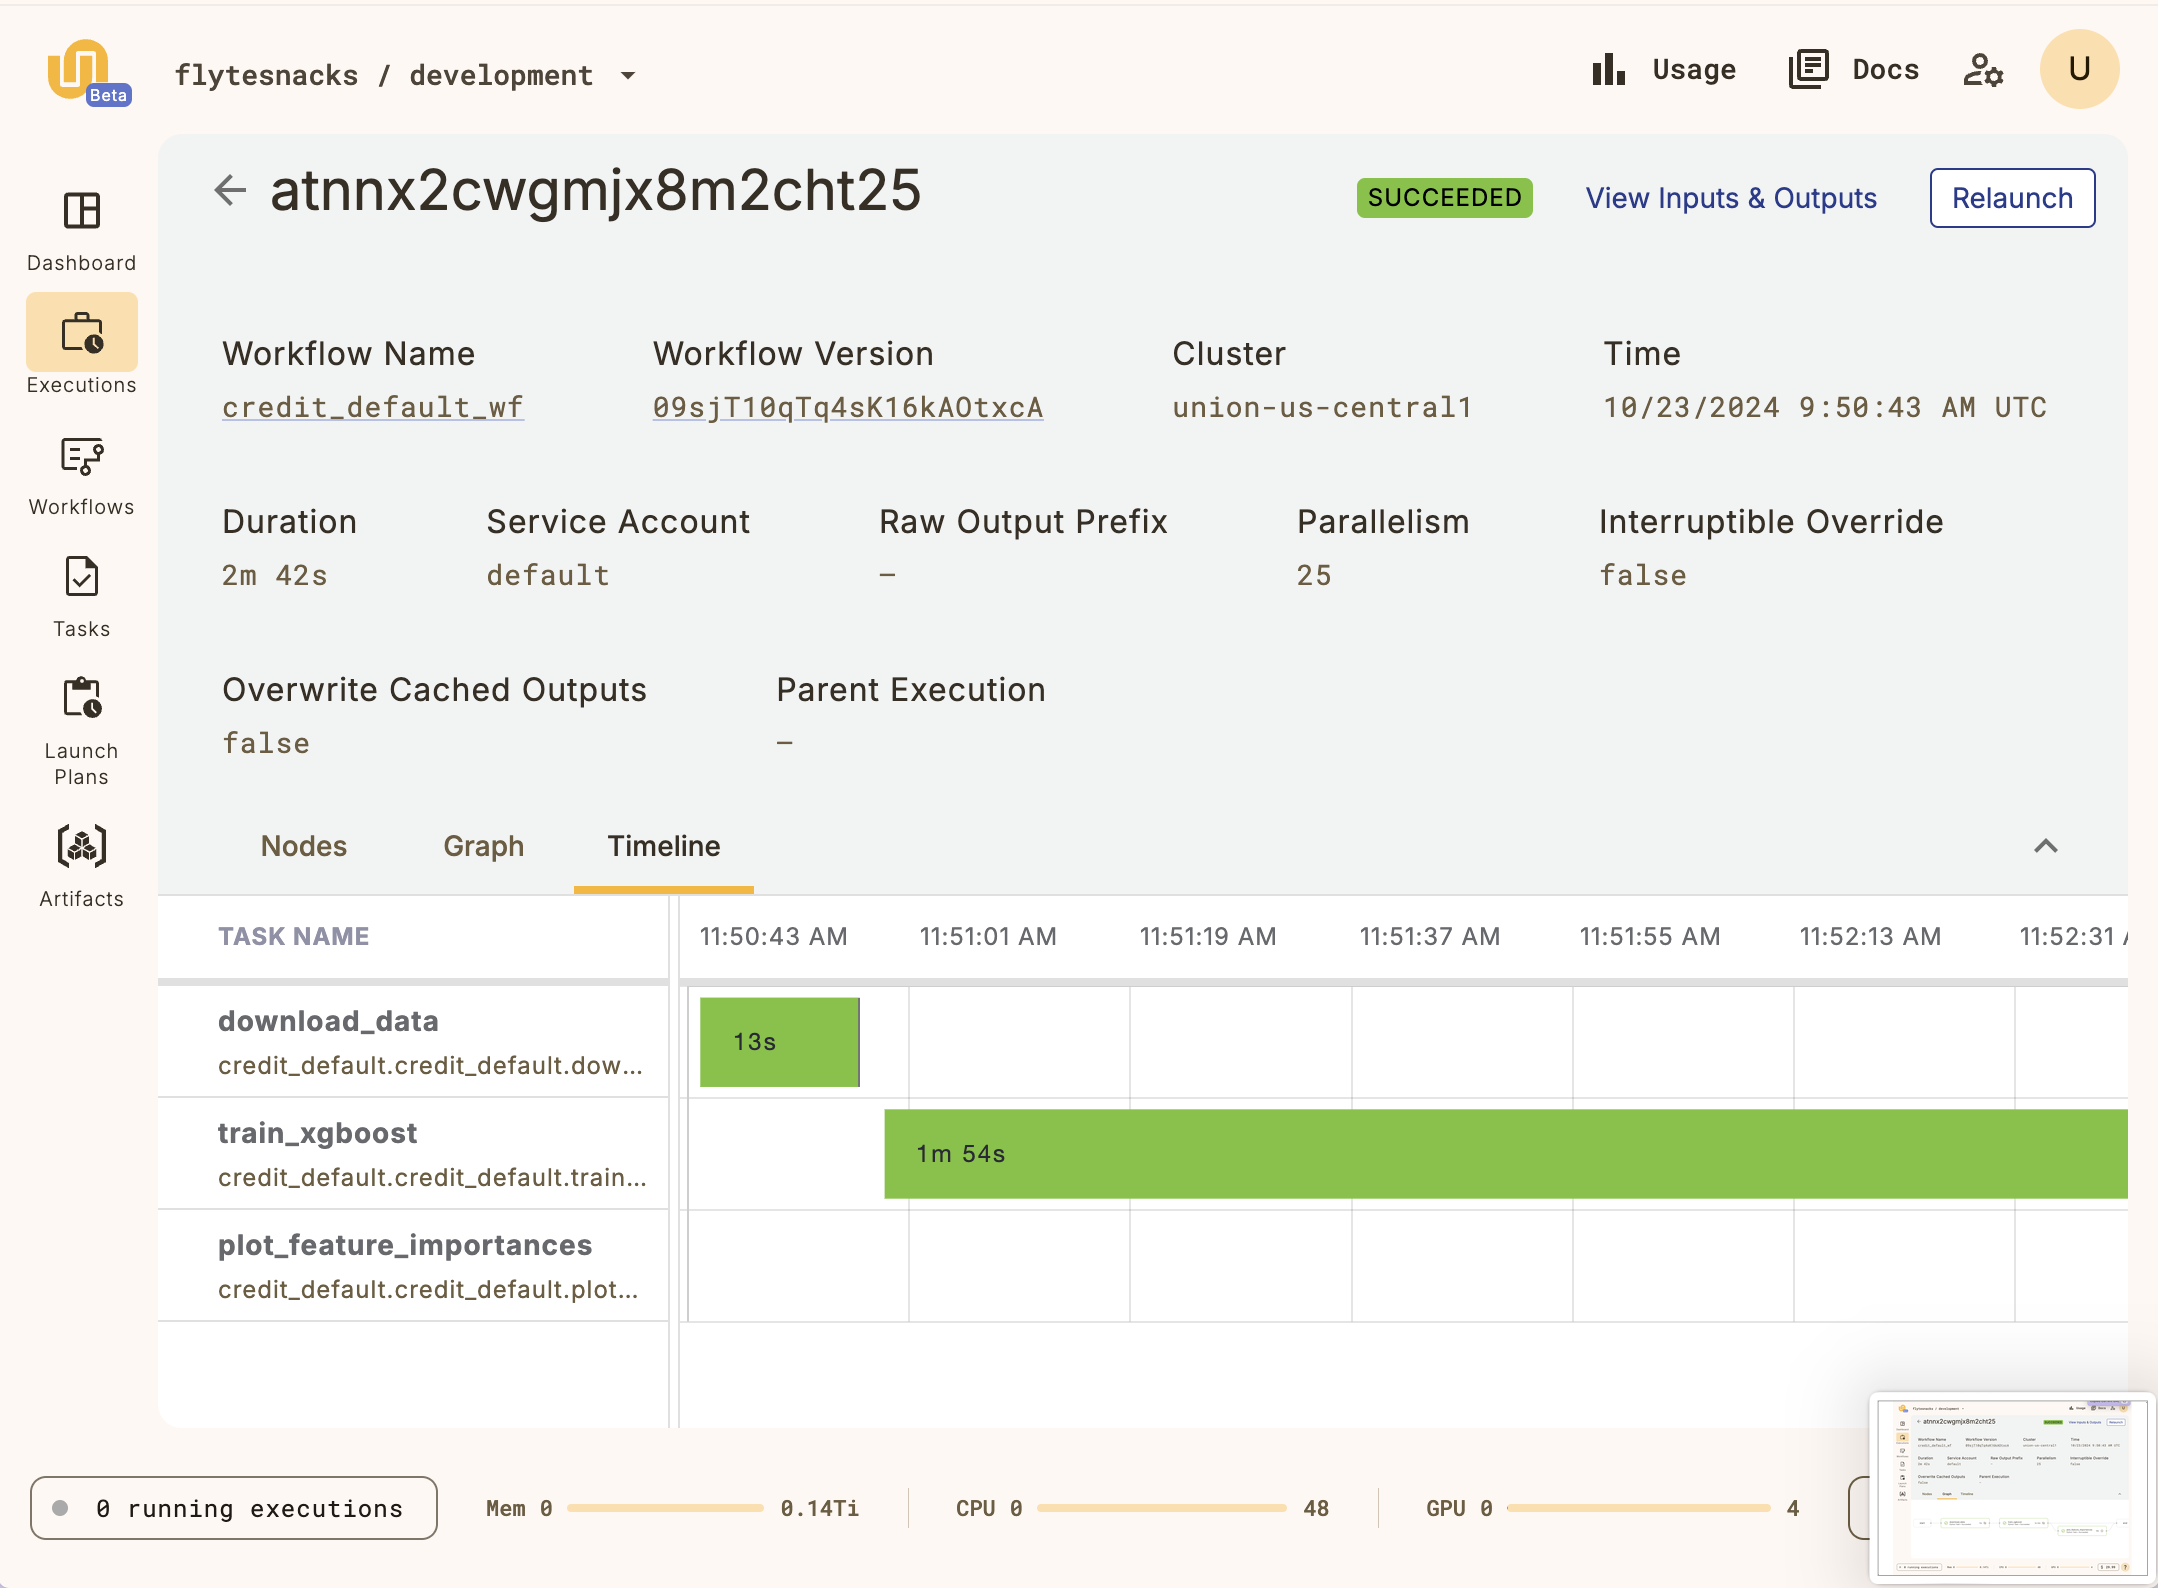 Beta
flytesnacks / development
Usage
Docs
U
Dashboard
Executions
Workflows
Tasks
Launch
Plans
Artifacts
atnnx2cwgmjx8m2cht25
SUCCEEDED
View Inputs & Outputs
Relaunch
Workflow Name
credit_default_wf
Workflow Version
09sjT10qTq4sK16kAOtxcA
Cluster
union-us-central1
Time
10/23/2024 9:50:43 AM UTC
Duration
2m 42s
Service Account
default
Raw Output Prefix
–
Parallelism
25
Interruptible Override
false
Overwrite Cached Outputs
false
Parent Execution
–
Nodes
Graph
Timeline
TASK NAME
11:50:43 AM
11:51:01 AM
11:51:19 AM
11:51:37 AM
11:51:55 AM
11:52:13 AM
11:52:31
download_data
credit_default.credit_default.dow...
13s
train_xgboost
credit_default.credit_default.train...
1m 54s
plot_feature_importances
credit_default.credit_default.plot...
0 running executions
Mem 0
0.14Ti
CPU 0
48
GPU 0
4
atnnx2cwgmjx8m2cht25